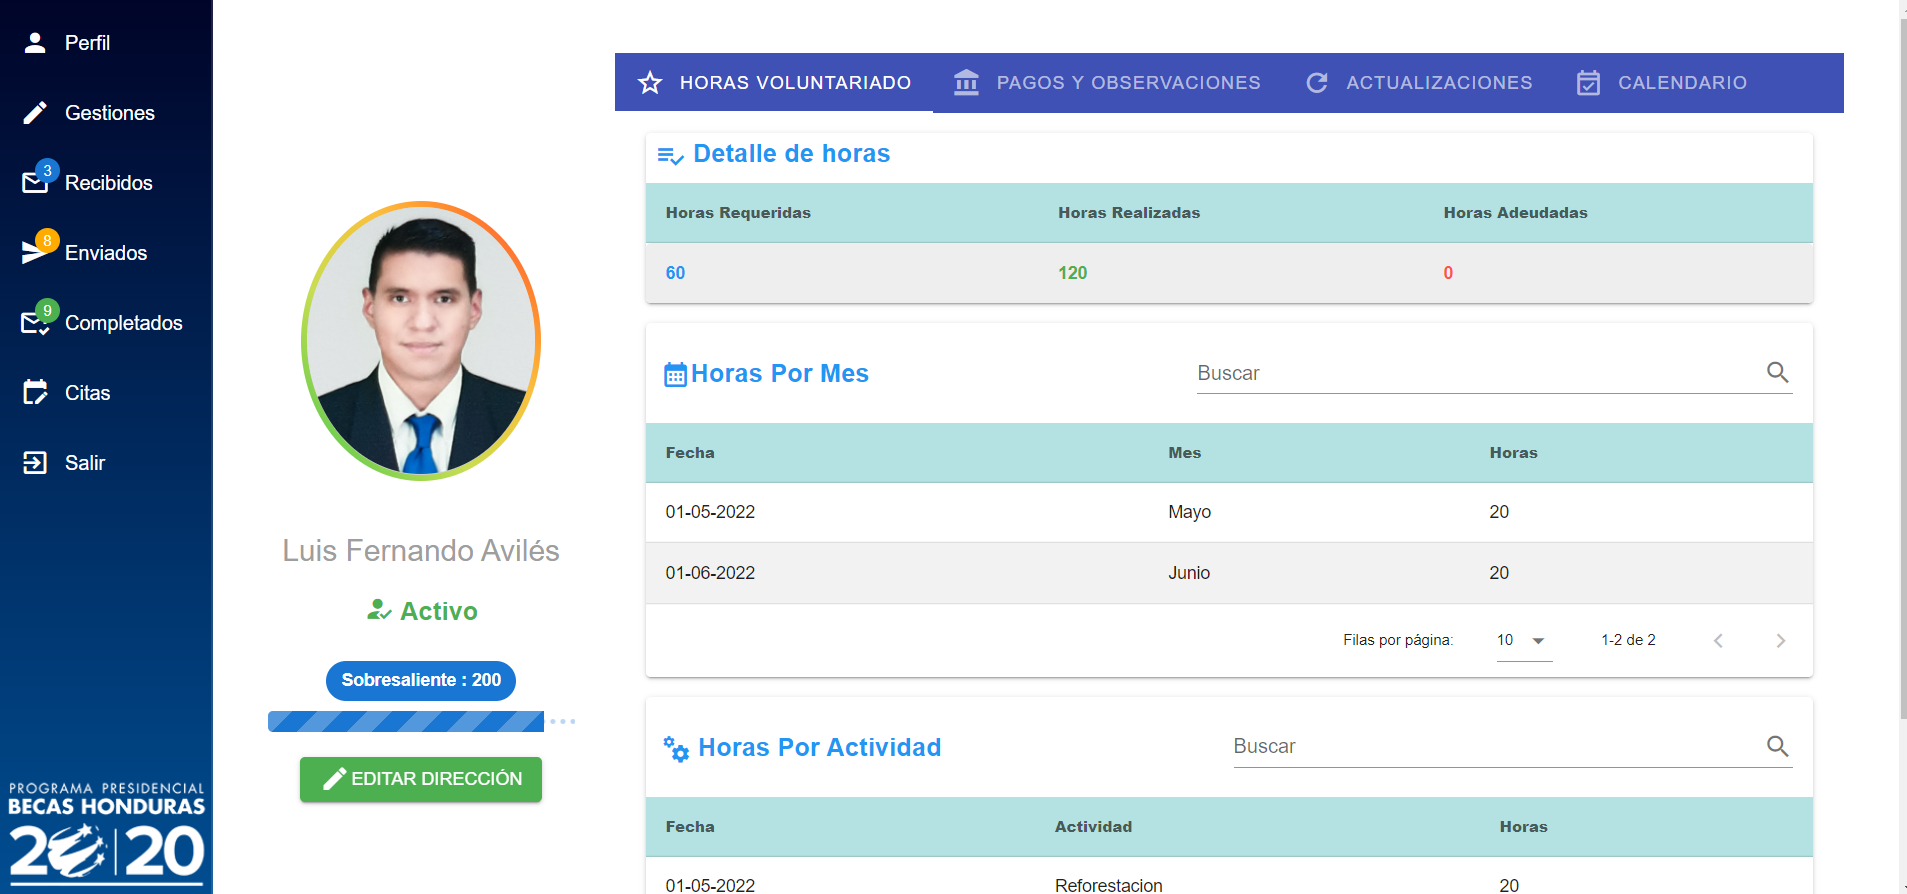 Perfil
Gestiones
3
Recibidos
8
Enviados
9
Completados
Citas
Salir
PROGRAMA PRESIDENCIAL
BECAS HONDURAS
20|20
Luis Fernando Avilés
Activo
Sobresaliente : 200
EDITAR DIRECCIÓN
HORAS VOLUNTARIADO PAGOS Y OBSERVACIONES ACTUALIZACIONES CALENDARIO
Detalle de horas
Horas Requeridas Horas Realizadas Horas Adeudadas
60 120 0
Horas Por Mes Buscar
Fecha Mes Horas
01-05-2022 Mayo 20
01-06-2022 Junio 20
Filas por página: 10 1-2 de 2
Horas Por Actividad Buscar
Fecha Actividad Horas
01-05-2022 Reforestacion 20